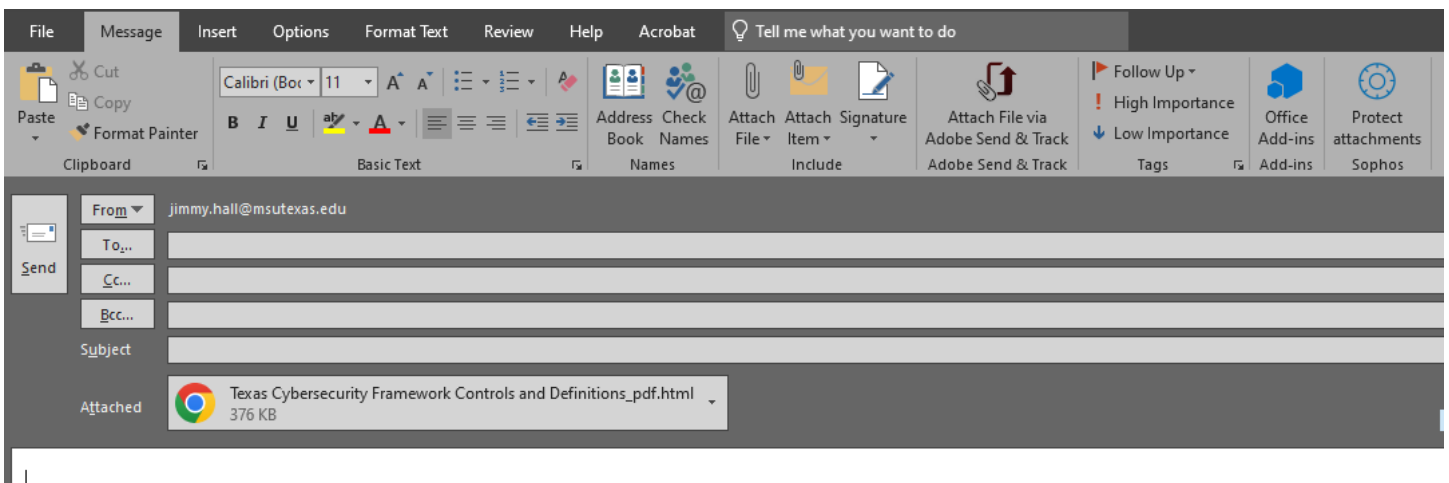 File Message Insert Options Format Text Review Help Acrobat Tell me what you want to do
Paste
Cut
Copy
Format Painter
Clipboard
Calibri (Boc 11 A A
B I U ab A
Basic Text
Address Book
Check Names
Names
Attach File
Attach Item
Signature
Include
Attach File via
Adobe Send & Track
Adobe Send & Track
Follow Up
High Importance
Low Importance
Tags
Office
Add-ins
Add-ins
Protect
attachments
Sophos
Send
From jimmy.hall@msutexas.edu
To...
Cc...
Bcc...
Subject
Attached
Texas Cybersecurity Framework Controls and Definitions_pdf.html
376 KB